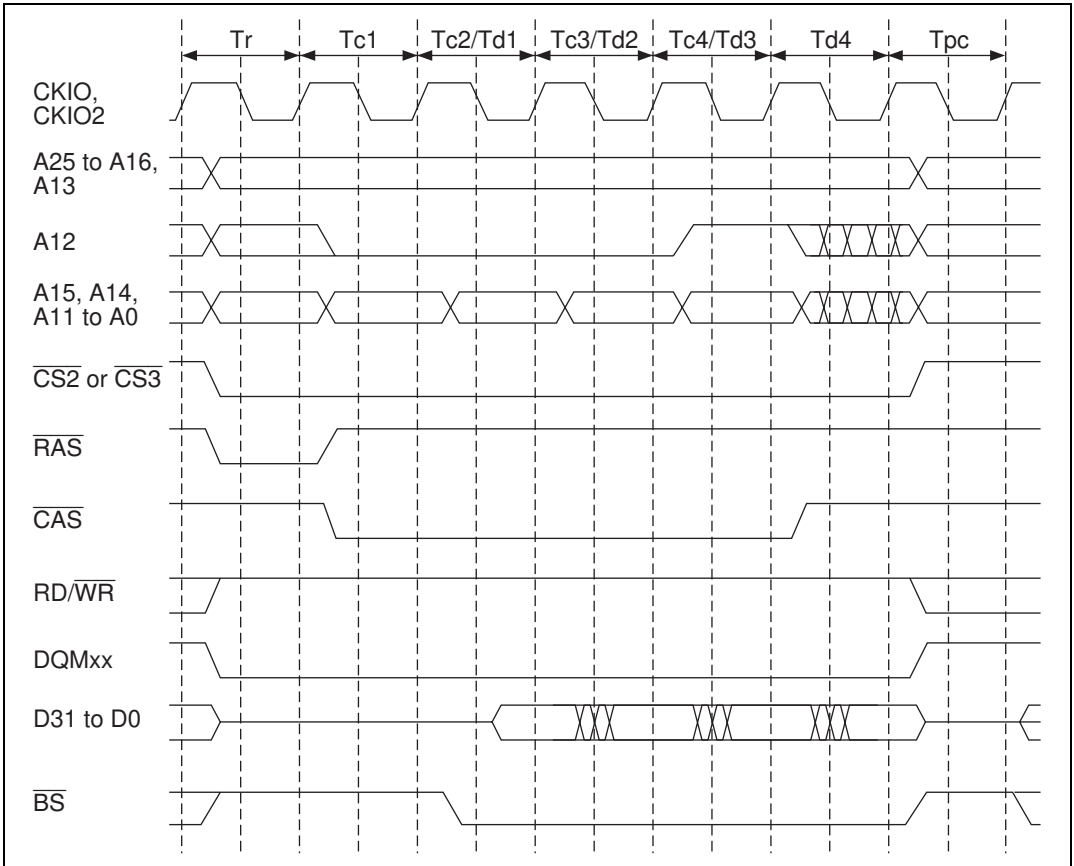 Tr Tc1 Tc2/Td1 Tc3/Td2 Tc4/Td3 Td4 Tpc
CKIO,
CKIO2
A25 to A16,
A13
A12
A15, A14,
A11 to A0
CS2 or CS3
RAS
CAS
RD/WR
DQMxx
D31 to D0
BS